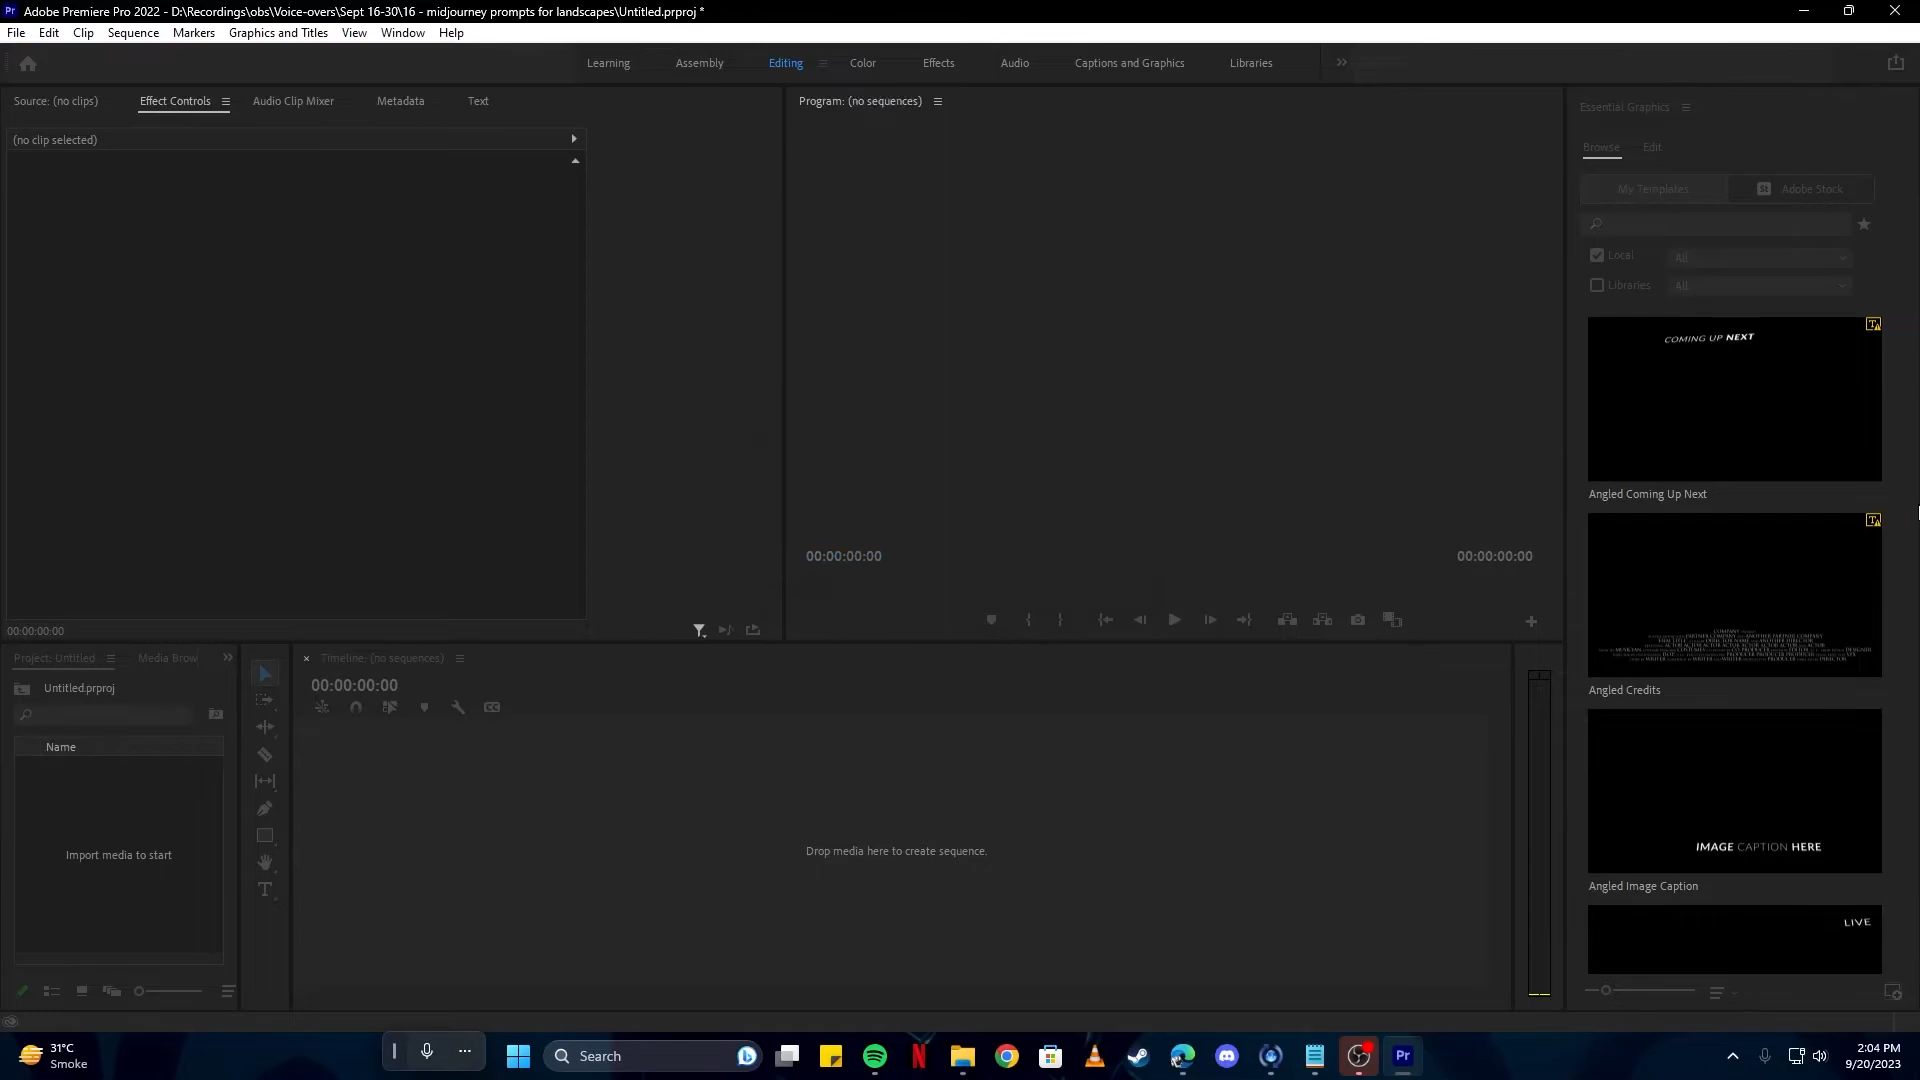 Pr Adobe Premiere Pro 2022 - D:\Recordings\obs\Voice-overs\Sept 16-30\16 - midjourney prompts for landscapes\Untitled.prproj *
File Edit Clip Sequence Markers Graphics and Titles View Window Help
Learning Assembly Editing Color Effects Audio Captions and Graphics Libraries
Source: (no clips) Effect Controls Audio Clip Mixer Metadata Text
(no clip selected)
00:00:00:00
Program: (no sequences)
00:00:00:00 00:00:00:00
Essential Graphics
Browse Edit
My Templates St Adobe Stock
Local All
Libraries All
COMING UP NEXT
Angled Coming Up Next
Angled Credits
IMAGE CAPTION HERE
Angled Image Caption
LIVE
Project: Untitled Media Brow
Untitled.prproj
Name
Import media to start
Timeline: (no sequences)
00:00:00:00
CC
Drop media here to create sequence.
31°C
Smoke
Search
Pr
2:04 PM
9/20/2023